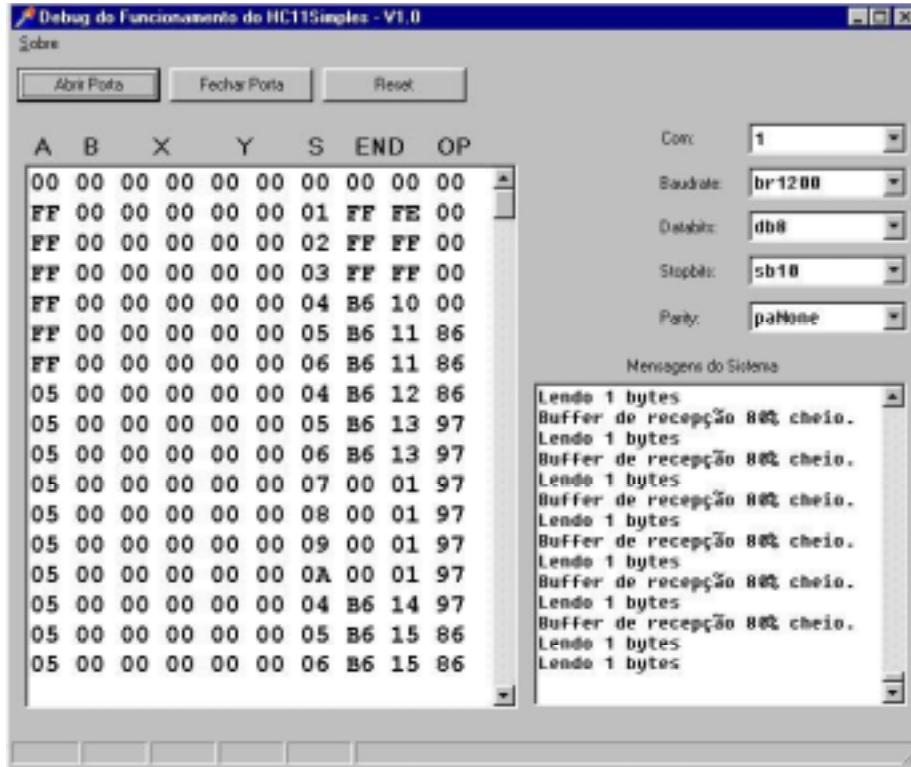 Debug do Funcionamento do HC11Simples - V1.0
Sobre
Abrir Porta Fechar Porta Reset
A B X Y S END OP
00 00 00 00 00 00 00 00 00 00
FF 00 00 00 00 00 01 FF FE 00
FF 00 00 00 00 00 02 FF FF 00
FF 00 00 00 00 00 03 FF FF 00
FF 00 00 00 00 00 04 B6 10 00
FF 00 00 00 00 00 05 B6 11 86
FF 00 00 00 00 00 06 B6 11 86
05 00 00 00 00 00 04 B6 12 86
05 00 00 00 00 00 05 B6 13 97
05 00 00 00 00 00 06 B6 13 97
05 00 00 00 00 00 07 00 01 97
05 00 00 00 00 00 08 00 01 97
05 00 00 00 00 00 09 00 01 97
05 00 00 00 00 00 0A 00 01 97
05 00 00 00 00 00 04 B6 14 97
05 00 00 00 00 00 05 B6 15 86
05 00 00 00 00 00 06 B6 15 86
Com: 1
Baudrate: br1200
Databits: db8
Stopbits: sb10
Parity: paNone
Mensagens do Sistema
Lendo 1 bytes
Buffer de recepção 80% cheio.
Lendo 1 bytes
Buffer de recepção 80% cheio.
Lendo 1 bytes
Buffer de recepção 80% cheio.
Lendo 1 bytes
Buffer de recepção 80% cheio.
Lendo 1 bytes
Buffer de recepção 80% cheio.
Lendo 1 bytes
Buffer de recepção 80% cheio.
Lendo 1 bytes
Lendo 1 bytes